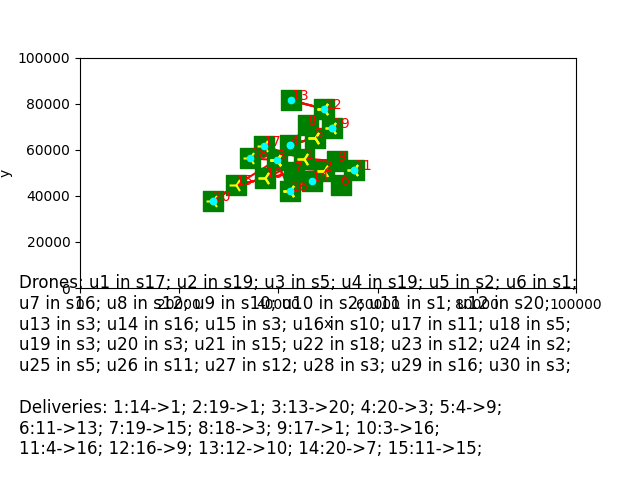 100000
80000
60000
40000
20000
0
y
17
11
20000
40000
60000
80000
100000
x
Drones: u1 in s17; u2 in s19; u3 in s5; u4 in s19; u5 in s2; u6 in s1;
u7 in s16; u8 in s12; u9 in s10; u10 in s2; u11 in s1; u12 in s20;
u13 in s3; u14 in s16; u15 in s3; u16 in s10; u17 in s11; u18 in s5;
u19 in s3; u20 in s3; u21 in s15; u22 in s18; u23 in s12; u24 in s2;
u25 in s5; u26 in s11; u27 in s12; u28 in s3; u29 in s16; u30 in s3;
Deliveries: 1:14->1; 2:19->1; 3:13->20; 4:20->3; 5:4->9;
6:11->13; 7:19->15; 8:18->3; 9:17->1; 10:3->16;
11:4->16; 12:16->9; 13:12->10; 14:20->7; 15:11->15;